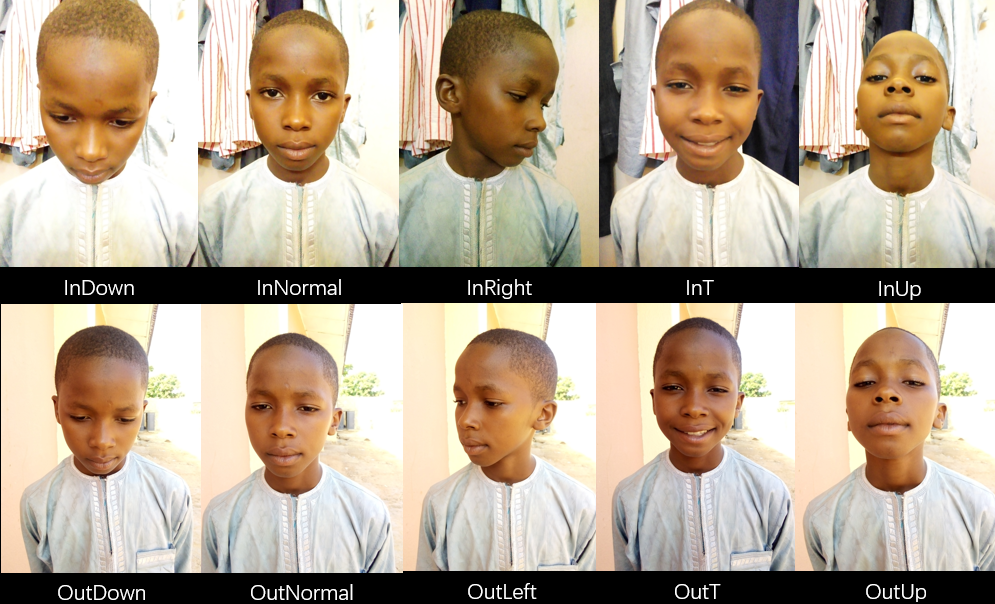 InDown
InNormal
InRight
InT
InUp
OutDown
OutNormal
OutLeft
OutT
OutUp